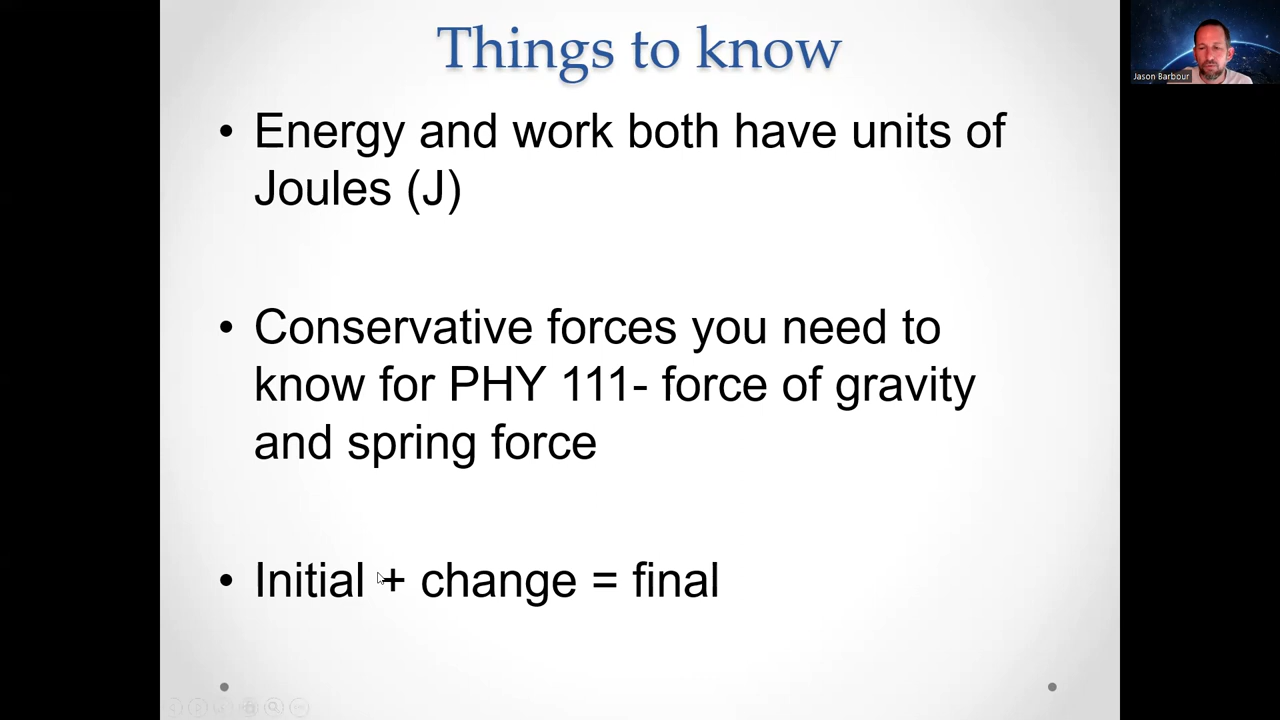 Things to know
Jason Barbour
• Energy and work both have units of
Joules (J)
• Conservative forces you need to
know for PHY 111- force of gravity
and spring force
• Initial + change = final